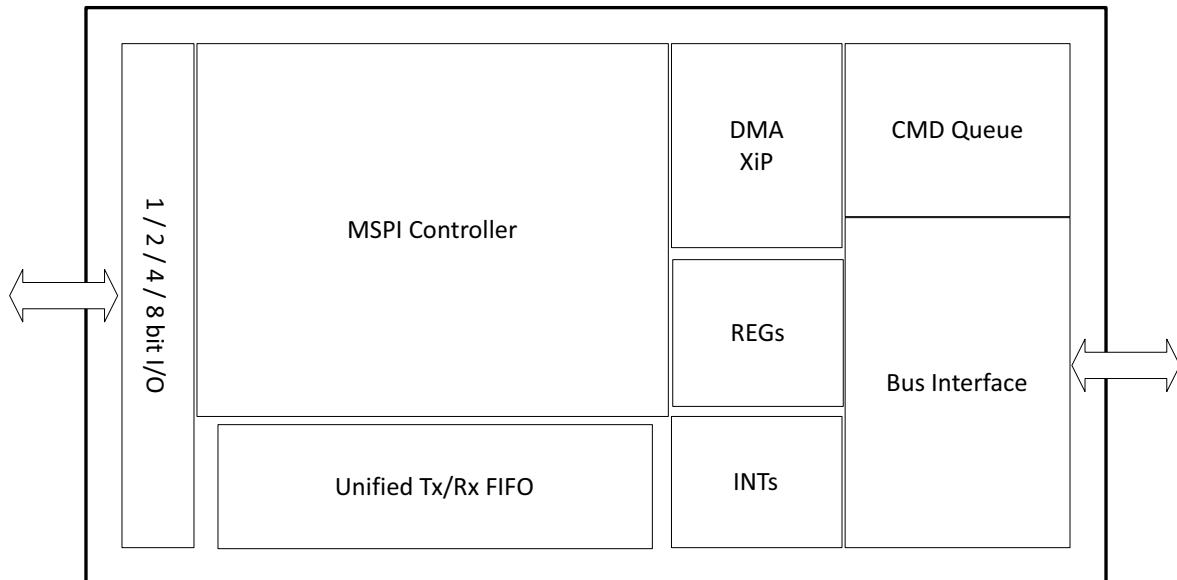 1 / 2 / 4 / 8 bit I/O
MSPI Controller
DMA
XiP
CMD Queue
REGs
Bus Interface
Unified Tx/Rx FIFO
INTs